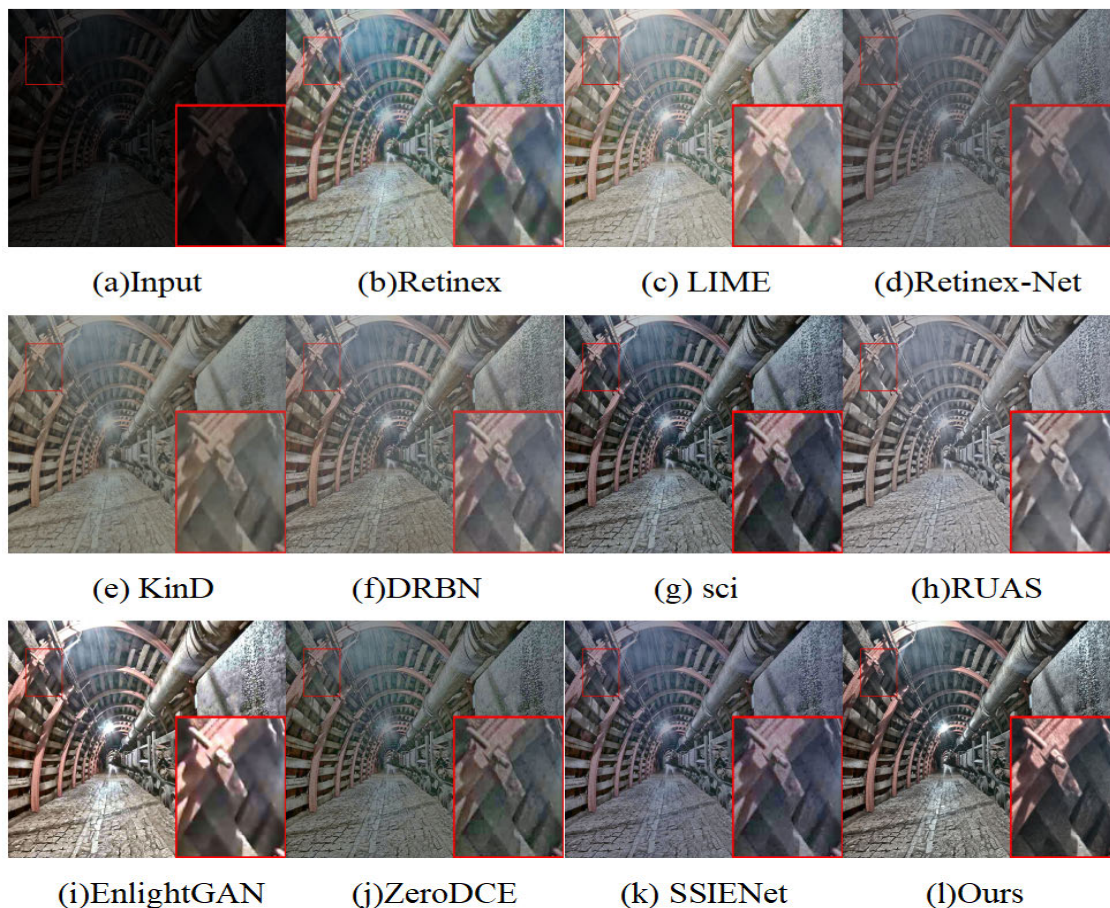 (a)Input (b)Retinex (c) LIME (d)Retinex-Net
(e) KinD (f)DRBN (g) sci (h)RUAS
(i)EnlightGAN (j)ZeroDCE (k) SSIENet (l)Ours